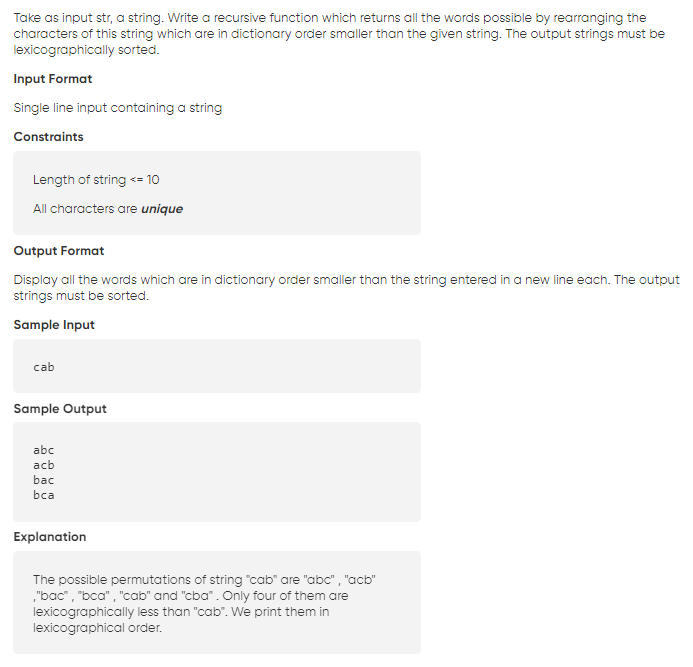 Take as input str, a string. Write a recursive function which returns all the words possible by rearranging the
characters of this string which are in dictionary order smaller than the given string. The output strings must be
lexicographically sorted.
Input Format
Single line input containing a string
Constraints
Length of string <= 10
All characters are unique
Output Format
Display all the words which are in dictionary order smaller than the string entered in a new line each. The output
strings must be sorted.
Sample Input
cab
Sample Output
abc
acb
bac
bca
Explanation
The possible permutations of string "cab" are "abc" , "acb"
,"bac" , "bca" , "cab" and "cba" . Only four of them are
lexicographically less than "cab". We print them in
lexicographical order.